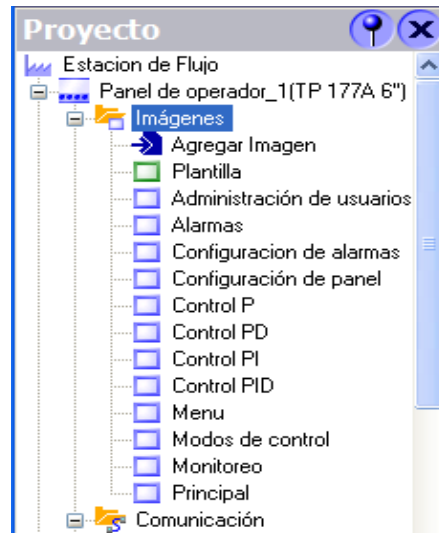 Proyecto
Estacion de Flujo
Panel de operador_1(TP 177A 6")
Imágenes
Agregar Imagen
Plantilla
Administración de usuarios
Alarmas
Configuracion de alarmas
Configuración de panel
Control P
Control PD
Control PI
Control PID
Menu
Modos de control
Monitoreo
Principal
Comunicación